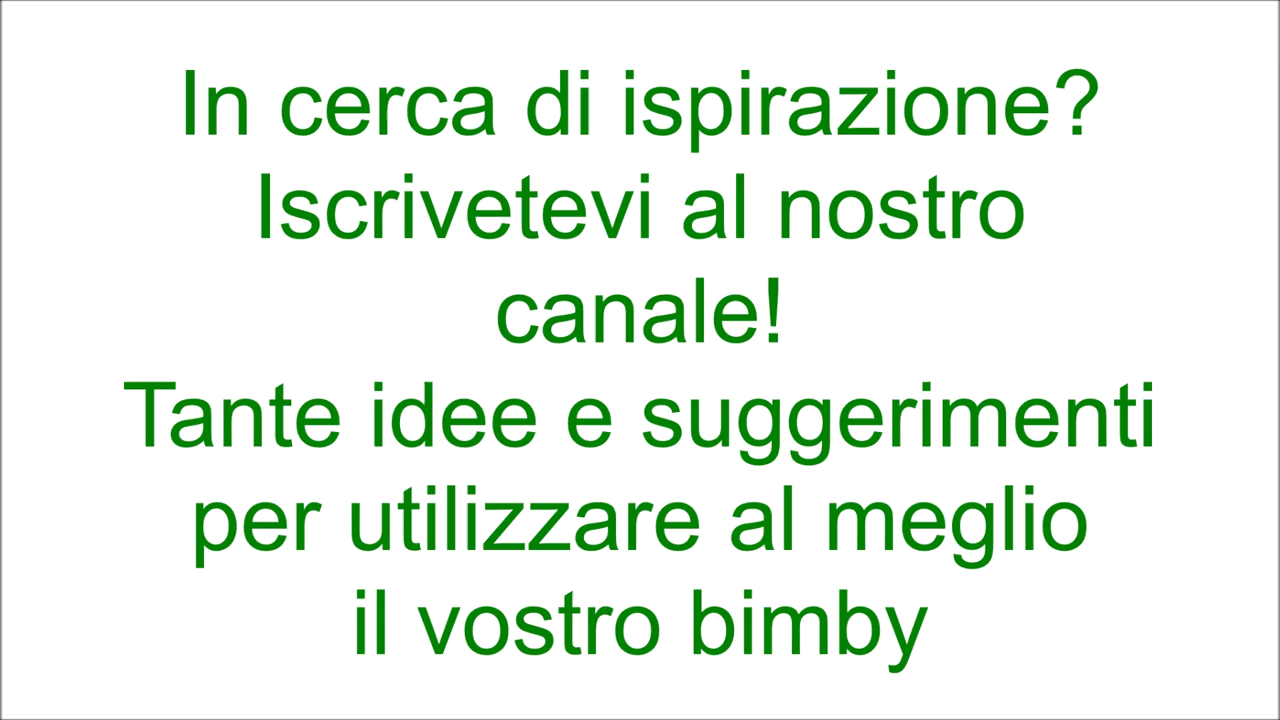 In cerca di ispirazione?
Iscrivetevi al nostro
canale!
Tante idee e suggerimenti
per utilizzare al meglio
il vostro bimby